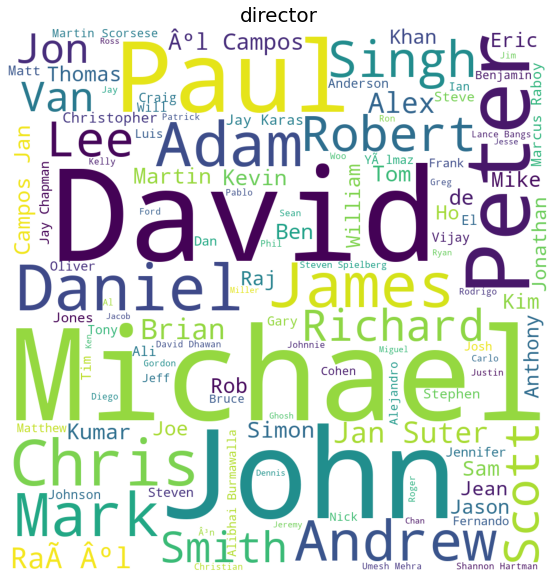 director
Martin Scorsese
Ross
Jon
Âºl Campos
Paul
Singh
Khan
Eric
Jim
Matt
Thomas
Jay
Craig
Will
Anderson
Ian
Benjamin
Steve
Van
Christopher
Patrick
Alex
Peter
Marcus Raboy
Luis
Jay Karas
Ron
Lance Bangs
Jesse
Lee
Adam
Robert
Campos Jan
Jay Chapman
Kelly
Woo
YÄ lmaz
Frank
Martin
Kevin
William
Tom
Greg
Mike
David
Pablo
Ford
Sean
Ben
de
Ho
El
Jonathan
Dan
Phil
Vijay
Ryan
Oliver
Steven Spielberg
Daniel
Raj
James
Miller
Rodrigo
Kim
Al
Jacob
Jones
Tony
Brian
Gary
Richard
Josh
Anthony
Tim
Ken
David Dhawan
Johnnie
Miguel
Carlo
Ali
Gordon
Cohen
Justin
Michael
Jeff
Rob
Bruce
Alejandro
Stephen
Diego
Ghosh
Matthew
Kumar
Joe
Simon
Jan Suter
Jennifer
Chris
John
Sam
Scott
Alibhai Burmawalla
Dennis
Roger
Jean
Johnson
Steven
Jason
Mark
Nick
Fernando
Ã³n
Jeremy
Chan
Andrew
RaÃ Âºl
Smith
Christian
Umesh Mehra
Shannon Hartman